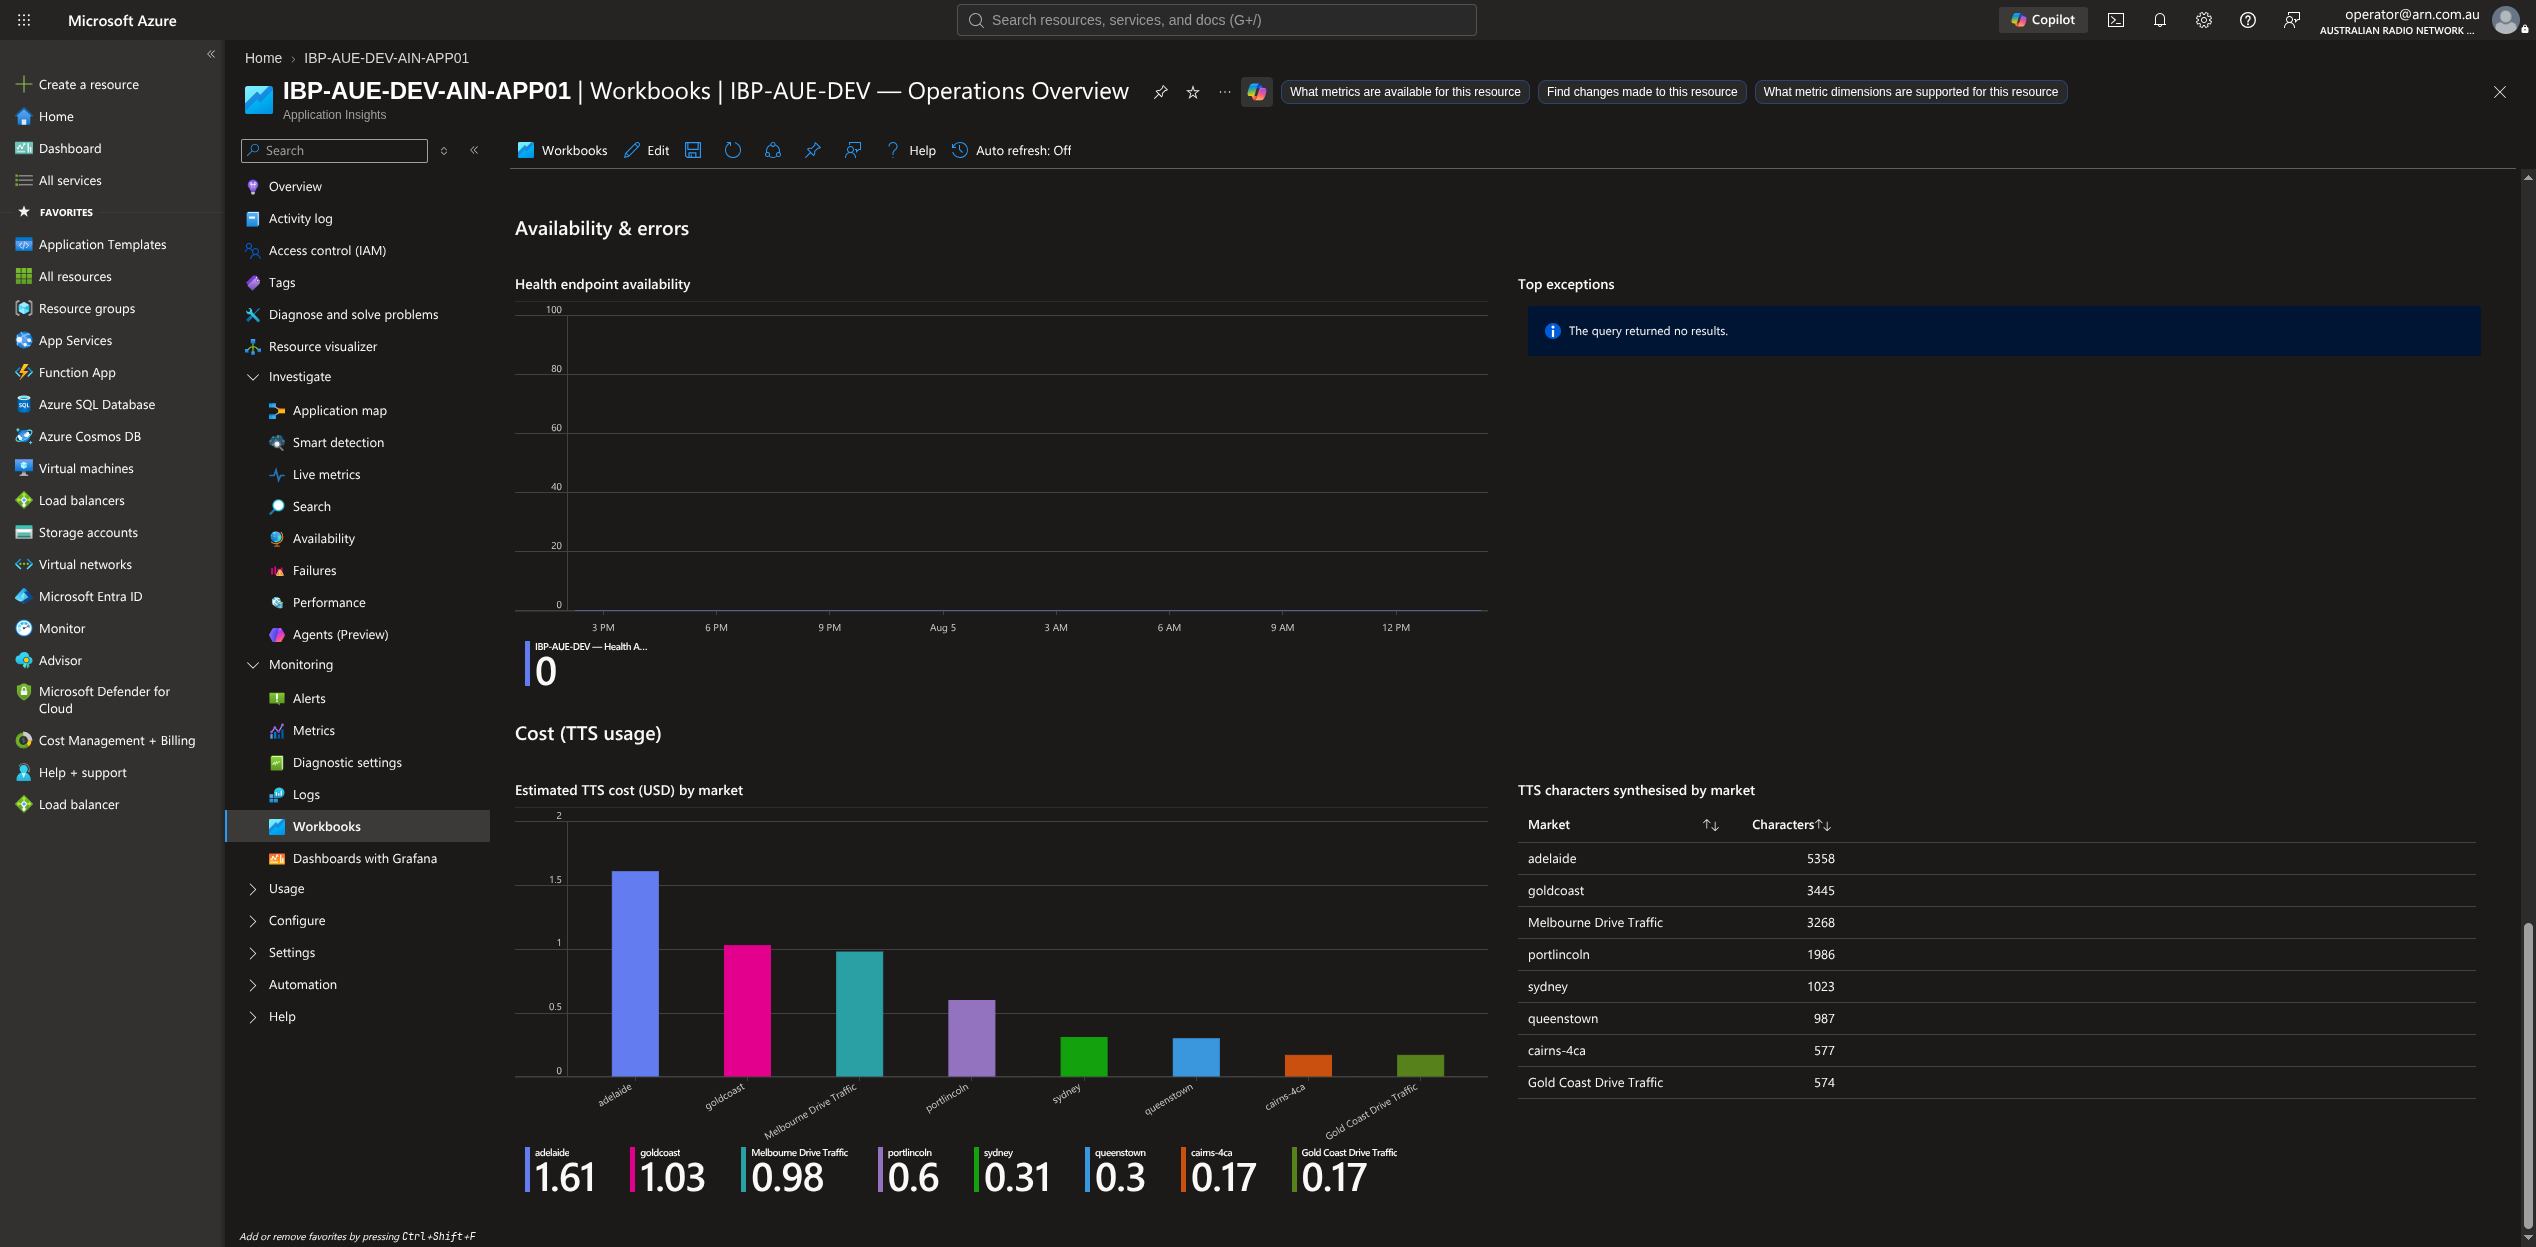 Microsoft Azure
Search resources, services, and docs (G+/)
Copilot
operator@arn.com.au
AUSTRALIAN RADIO NETWORK ...
Create a resource
Home
Dashboard
All services
FAVORITES
Application Templates
All resources
Resource groups
App Services
Function App
Azure SQL Database
Azure Cosmos DB
Virtual machines
Load balancers
Storage accounts
Virtual networks
Microsoft Entra ID
Monitor
Advisor
Microsoft Defender for
Cloud
Cost Management + Billing
Help + support
Load balancer
Home › IBP-AUE-DEV-AIN-APP01
IBP-AUE-DEV-AIN-APP01 | Workbooks | IBP-AUE-DEV — Operations Overview
Application Insights
What metrics are available for this resource
Find changes made to this resource
What metric dimensions are supported for this resource
Search
Overview
Activity log
Access control (IAM)
Tags
Diagnose and solve problems
Resource visualizer
Investigate
Application map
Smart detection
Live metrics
Search
Availability
Failures
Performance
Agents (Preview)
Monitoring
Alerts
Metrics
Diagnostic settings
Logs
Workbooks
Dashboards with Grafana
Usage
Configure
Settings
Automation
Help
Add or remove favorites by pressing Ctrl+Shift+F
Workbooks Edit Help Auto refresh: Off
Availability & errors
Health endpoint availability
100
80
60
40
20
0
3 PM 6 PM 9 PM Aug 5 3 AM 6 AM 9 AM 12 PM
IBP-AUE-DEV — Health A...
0
Top exceptions
The query returned no results.
Cost (TTS usage)
Estimated TTS cost (USD) by market
2
1.5
1
0.5
0
adelaide goldcoast Melbourne Drive Traffic portlincoln sydney queenstown cairns-4ca Gold Coast Drive Traffic
adelaide goldcoast Melbourne Drive Traffic portlincoln sydney queenstown cairns-4ca Gold Coast Drive Traffic
1.61 1.03 0.98 0.6 0.31 0.3 0.17 0.17
TTS characters synthesised by market
Market Characters
adelaide 5358
goldcoast 3445
Melbourne Drive Traffic 3268
portlincoln 1986
sydney 1023
queenstown 987
cairns-4ca 577
Gold Coast Drive Traffic 574